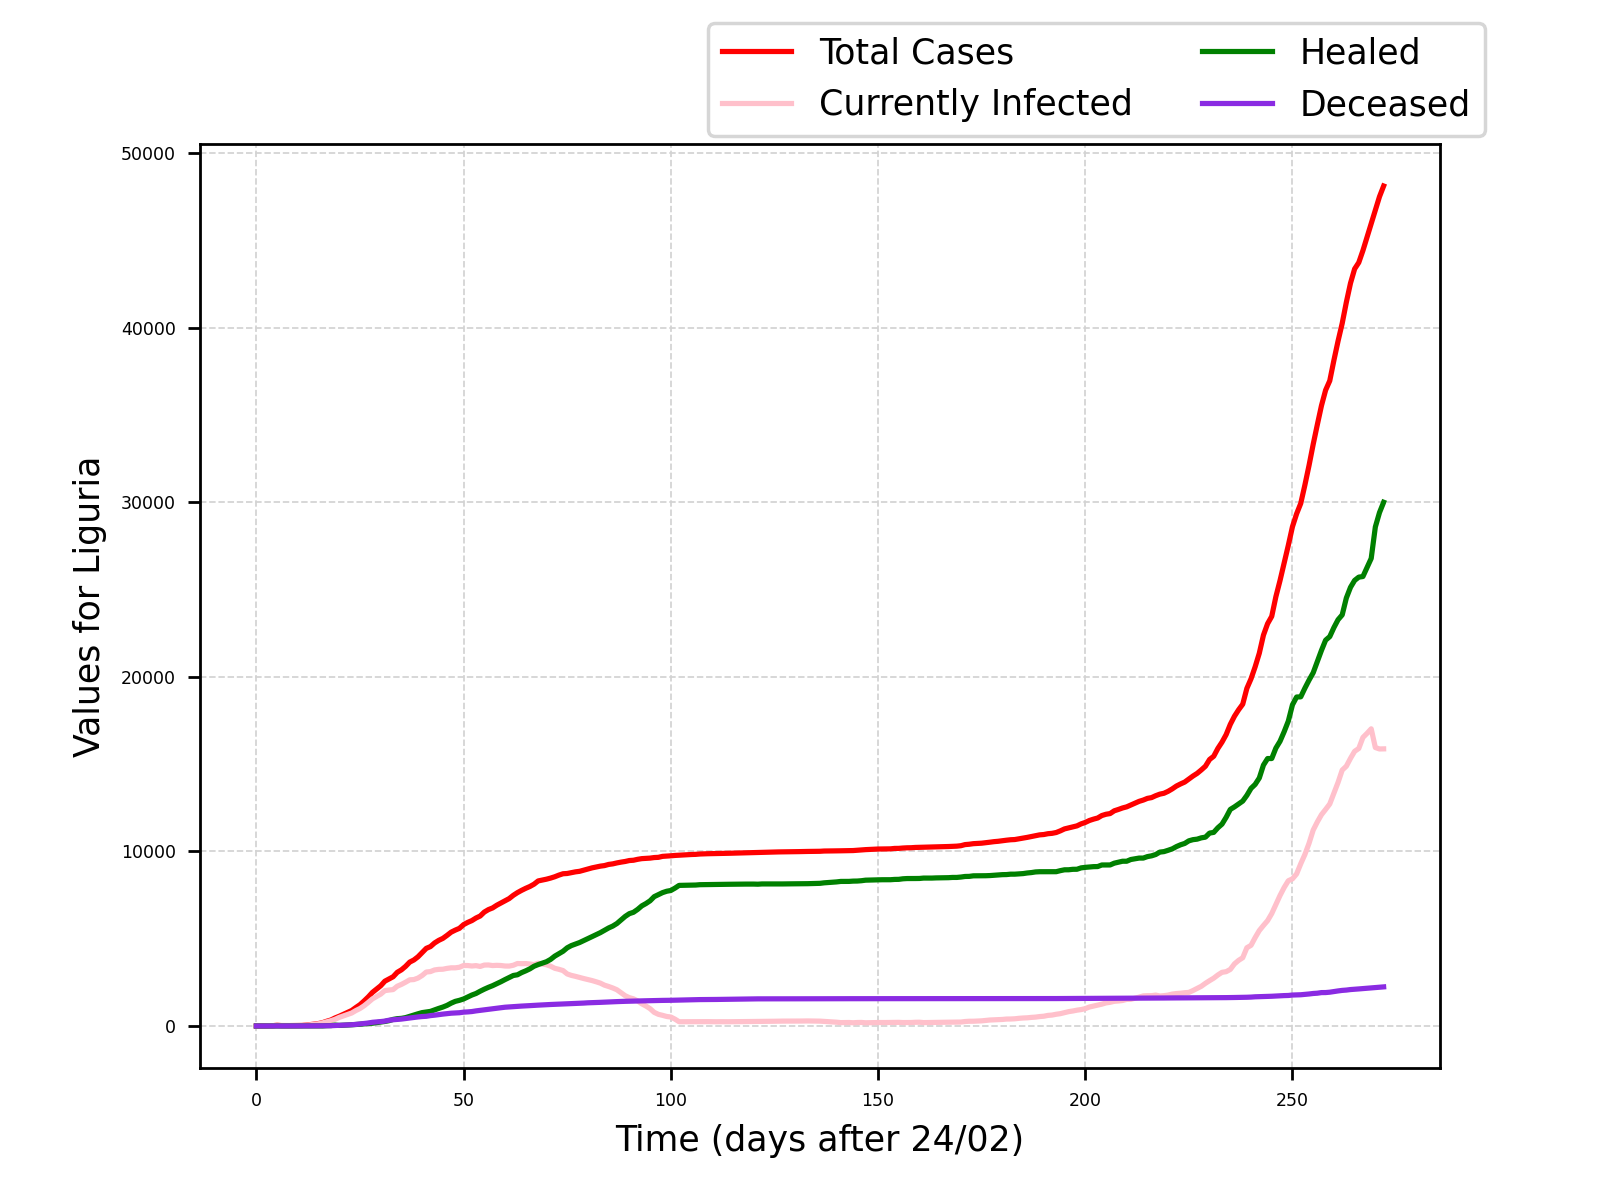 Total Cases
Currently Infected
Healed
Deceased
50000
40000
30000
20000
10000
0
Values for Liguria
0 50 100 150 200 250
Time (days after 24/02)